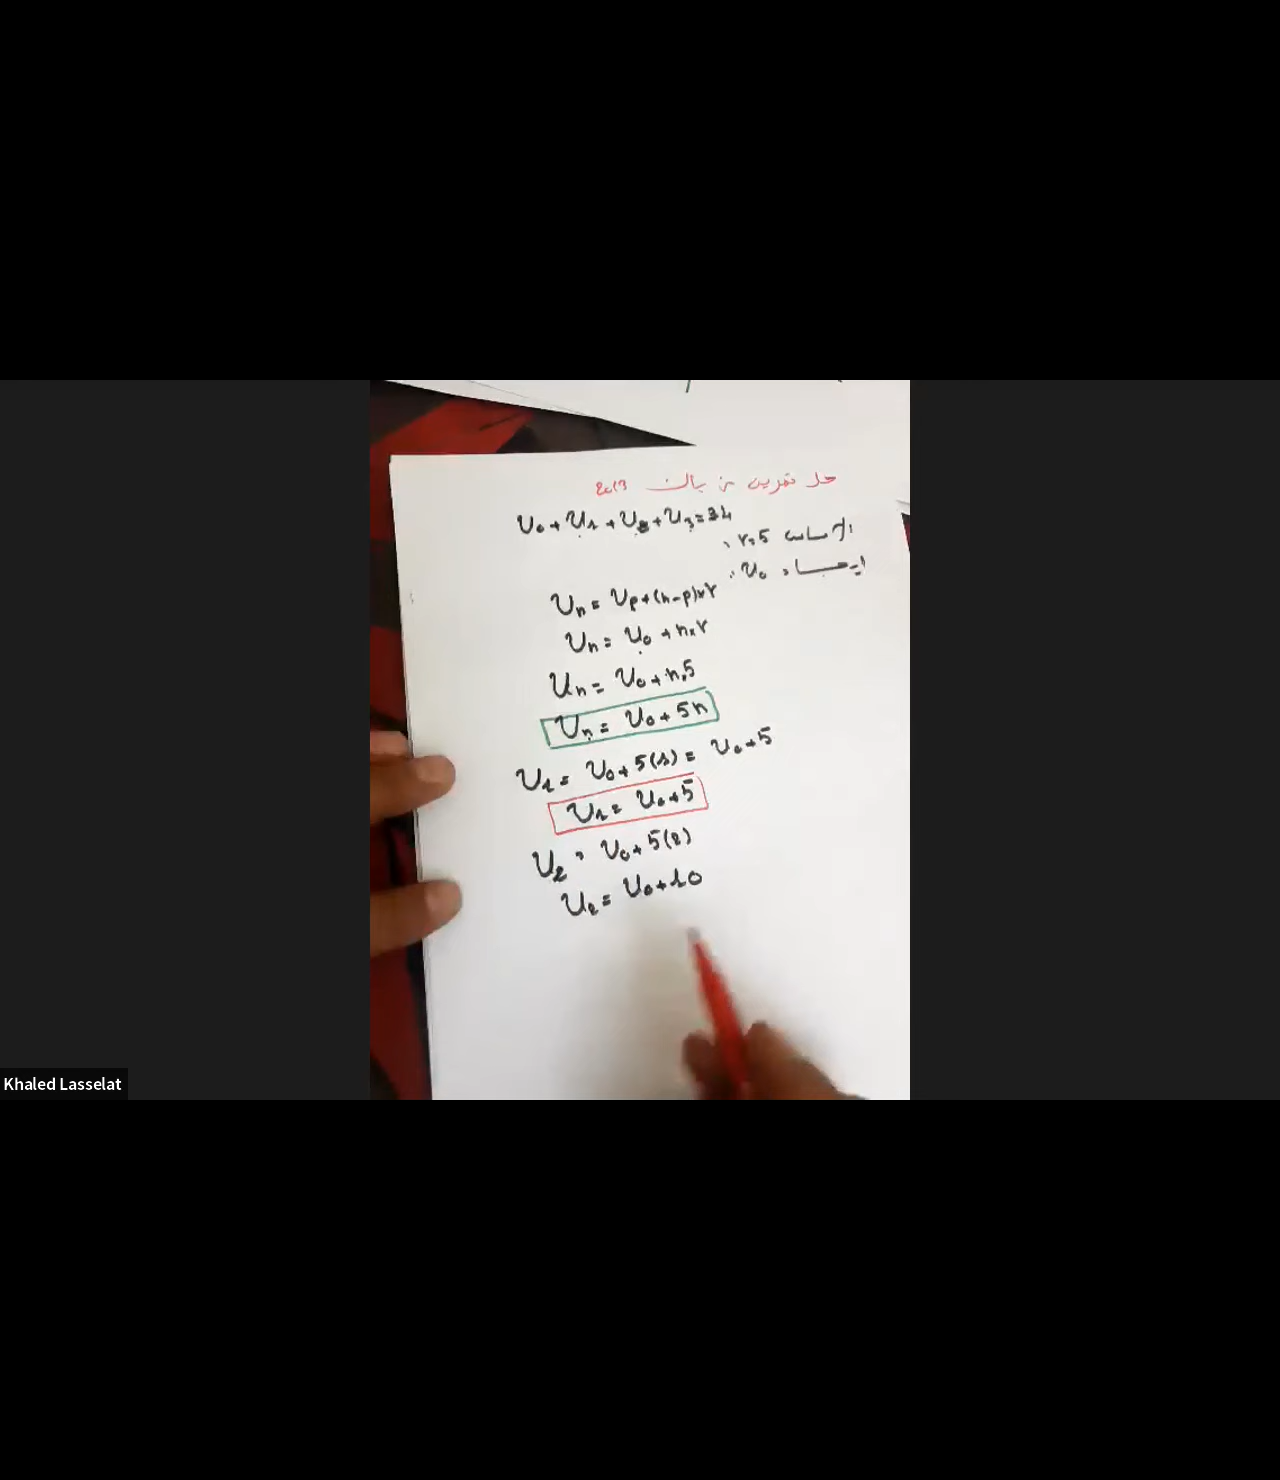 حل تمرين من باك 2013
U₀ + U₁ + U₂ + U₃ = 34
الأساس r = 5
إيجاد U₀
Uₙ = Uₚ + (n-p)×r
Uₙ = U₀ + n×r
Uₙ = U₀ + n.5
Uₙ = U₀ + 5n
U₁ = U₀ + 5(1) = U₀ + 5
U₁ = U₀ + 5
U₂ = U₀ + 5(2)
U₂ = U₀ + 10
Khaled Lasselat